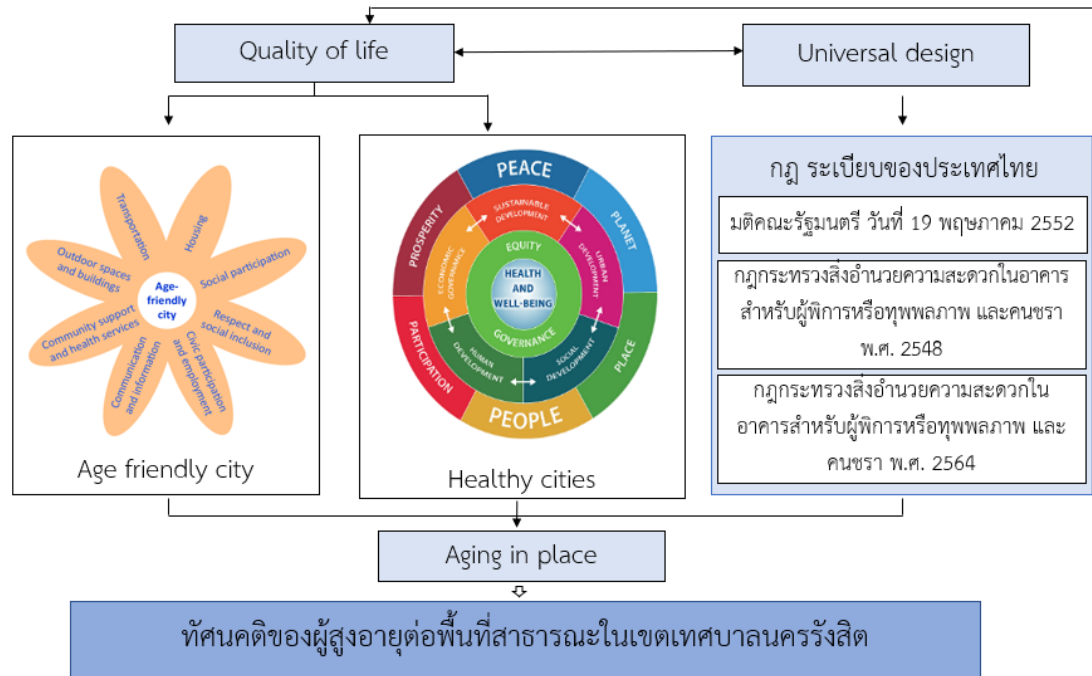 Quality of life
Universal design
Transportation
Housing
Outdoor spaces
and buildings
Social participation
Age-
friendly
city
Community support
and health services
Respect and
social inclusion
Communication
and information
Civic participation
and employment
Age friendly city
PEACE
PROSPERITY
PLANET
SUSTAINABLE
DEVELOPMENT
ECONOMIC
GOVERNANCE
URBAN
DEVELOPMENT
EQUITY
HEALTH
AND
WELL-BEING
GOVERNANCE
HUMAN
DEVELOPMENT
SOCIAL
DEVELOPMENT
PARTICIPATION
PLACE
PEOPLE
Healthy cities
กฎ ระเบียบของประเทศไทย
มติคณะรัฐมนตรี วันที่ 19 พฤษภาคม 2552
กฎกระทรวงสิ่งอำนวยความสะดวกในอาคาร
สำหรับผู้พิการหรือทุพพลภาพ และคนชรา
พ.ศ. 2548
กฎกระทรวงสิ่งอำนวยความสะดวกใน
อาคารสำหรับผู้พิการหรือทุพพลภาพ และ
คนชรา พ.ศ. 2564
Aging in place
ทัศนคติของผู้สูงอายุต่อพื้นที่สาธารณะในเขตเทศบาลนครรังสิต